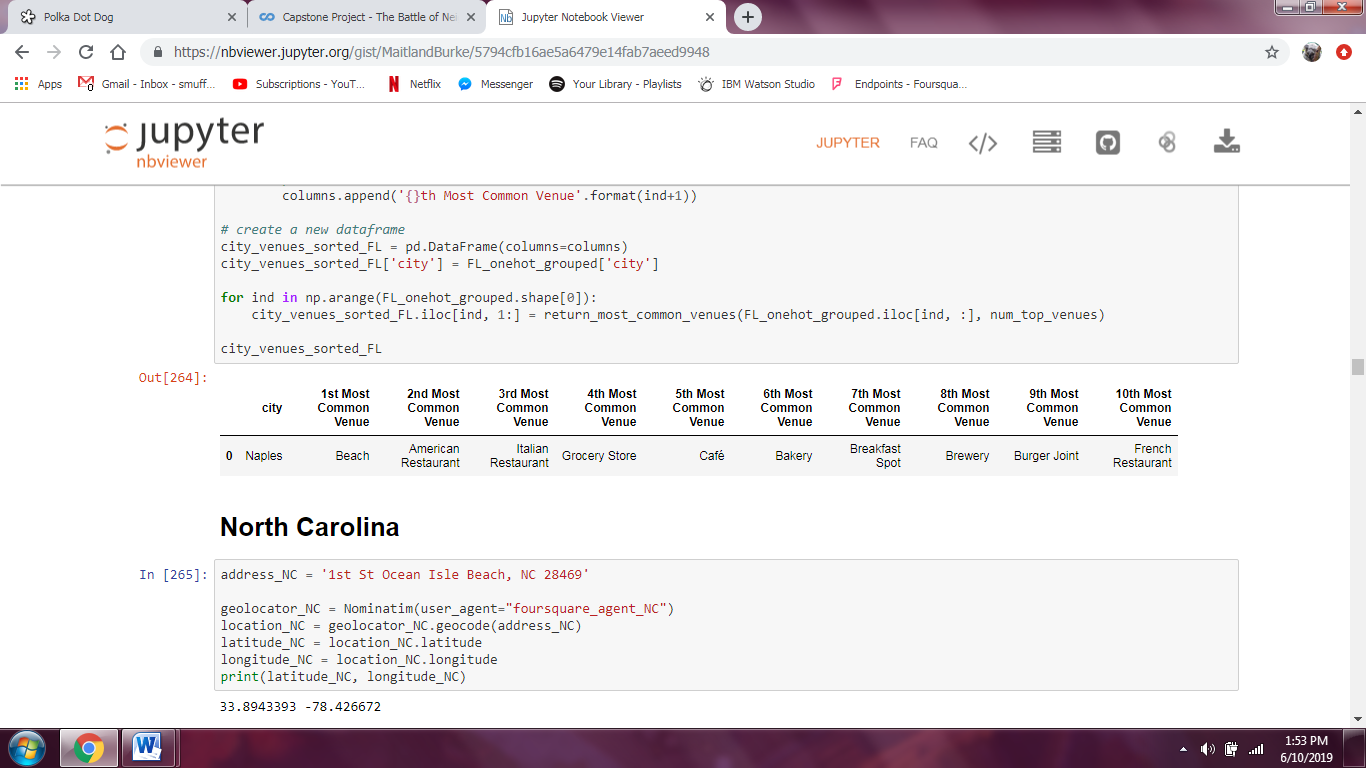 Polka Dot Dog
Capstone Project - The Battle of Nei
Jupyter Notebook Viewer
https://nbviewer.jupyter.org/gist/MaitlandBurke/5794cfb16ae5a6479e14fab7aeed9948
Apps Gmail - Inbox - smuff... Subscriptions - YouT... Netflix Messenger Your Library - Playlists IBM Watson Studio Endpoints - Foursqua...
jupyter
nbviewer
JUPYTER FAQ </>
columns.append('{}th Most Common Venue'.format(ind+1))
# create a new dataframe
city_venues_sorted_FL = pd.DataFrame(columns=columns)
city_venues_sorted_FL['city'] = FL_onehot_grouped['city']
for ind in np.arange(FL_onehot_grouped.shape[0]):
city_venues_sorted_FL.iloc[ind, 1:] = return_most_common_venues(FL_onehot_grouped.iloc[ind, :], num_top_venues)
city_venues_sorted_FL
Out[264]:
1st Most 2nd Most 3rd Most 4th Most 5th Most 6th Most 7th Most 8th Most 9th Most 10th Most
city Common Common Common Common Common Common Common Common Common Common
Venue Venue Venue Venue Venue Venue Venue Venue Venue Venue
0 Naples Beach American Restaurant Italian Restaurant Grocery Store Café Bakery Breakfast Spot Brewery Burger Joint French Restaurant
North Carolina
In [265]: address_NC = '1st St Ocean Isle Beach, NC 28469'
geolocator_NC = Nominatim(user_agent="foursquare_agent_NC")
location_NC = geolocator_NC.geocode(address_NC)
latitude_NC = location_NC.latitude
longitude_NC = location_NC.longitude
print(latitude_NC, longitude_NC)
33.8943393 -78.426672
1:53 PM
6/10/2019